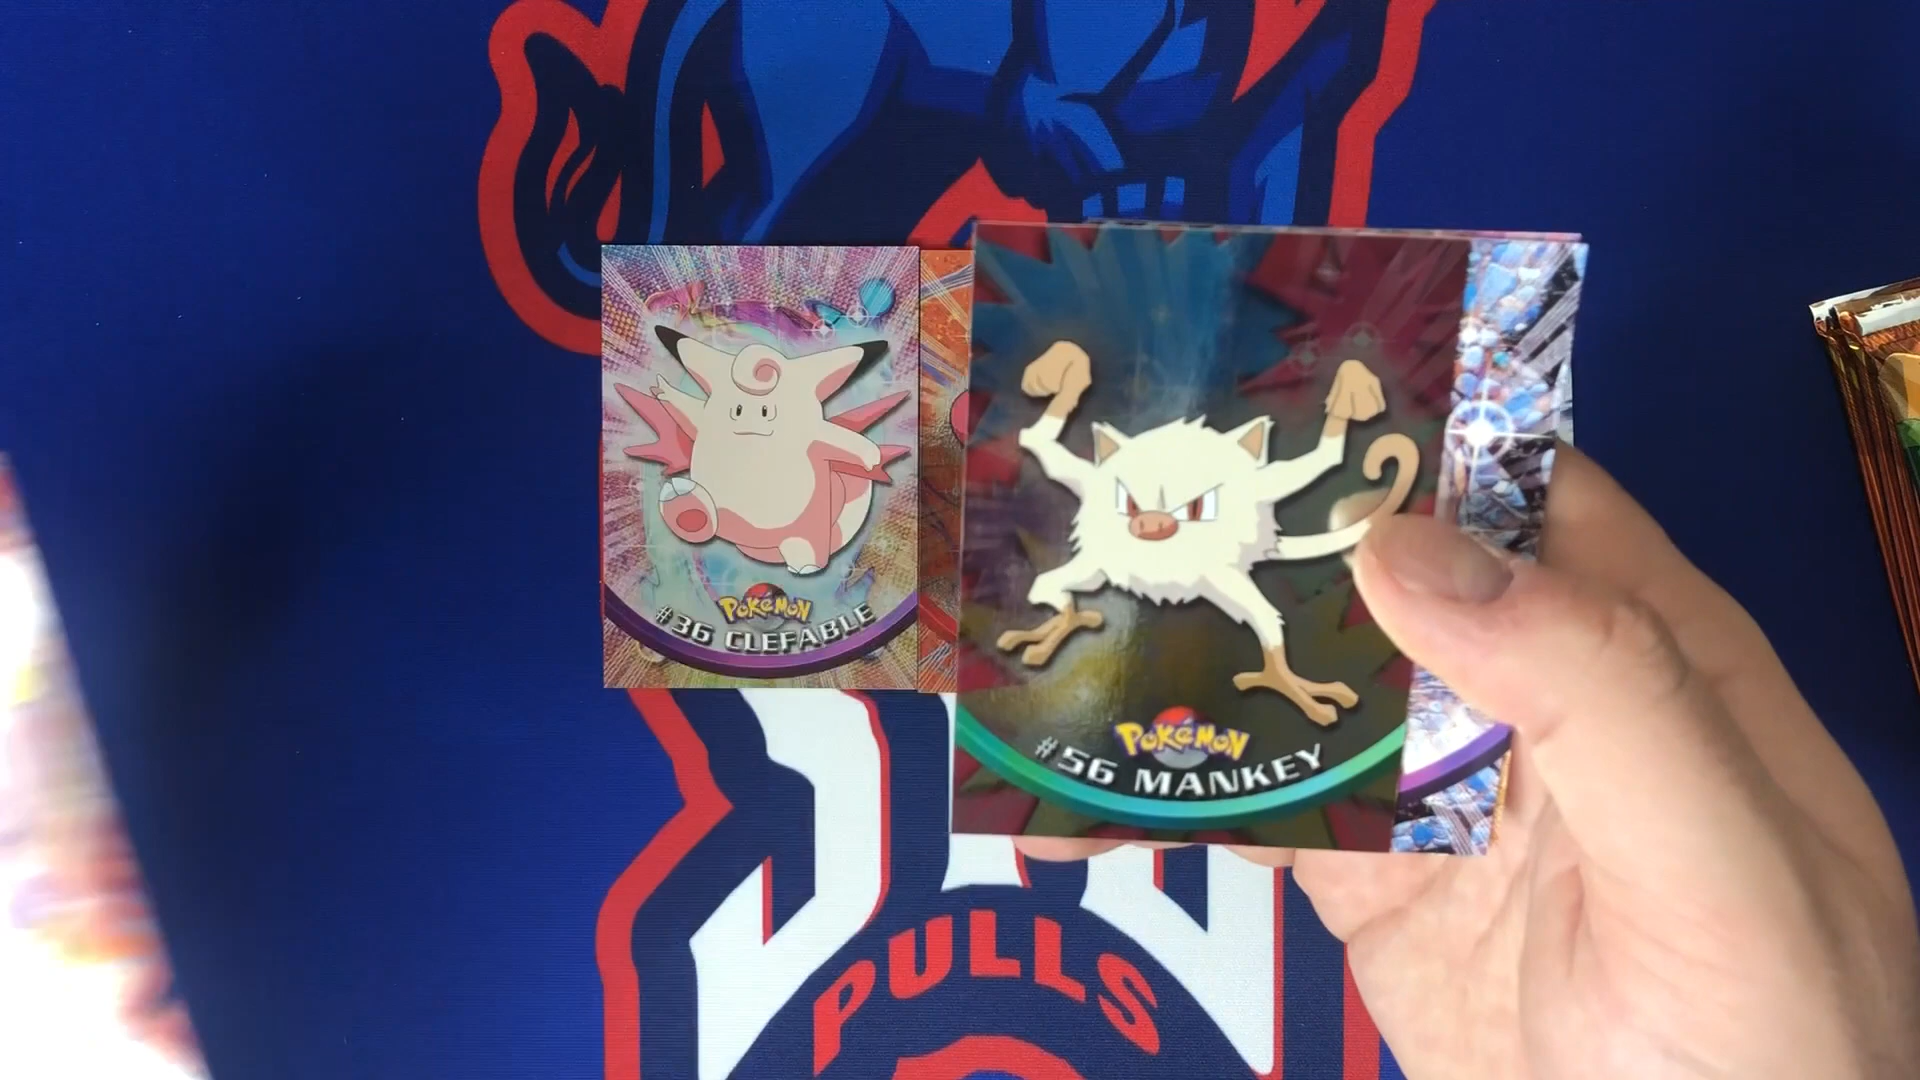 POKéMON
#36 CLEFABLE
POKéMON
#56 MANKEY
PULLS